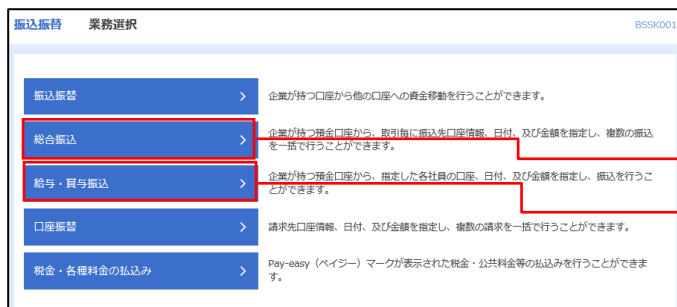 振込振替 業務選択 BSSK001
振込振替 企業が持つ口座から他の口座への資金移動を行うことができます。
総合振込 企業が持つ預金口座から、取引毎に振込先口座情報、日付、及び金額を指定し、複数の振込
を一括で行うことができます。
給与・賞与振込 企業が持つ預金口座から、指定した各社員の口座、日付、及び金額を指定し、振込を行うこ
とができます。
口座振替 請求先口座情報、日付、及び金額を指定し、複数の請求を一括で行うことができます。
税金・各種料金の払込み Pay-easy（ペイジー）マークが表示された税金・公共料金等の払込みを行うことができま
す。